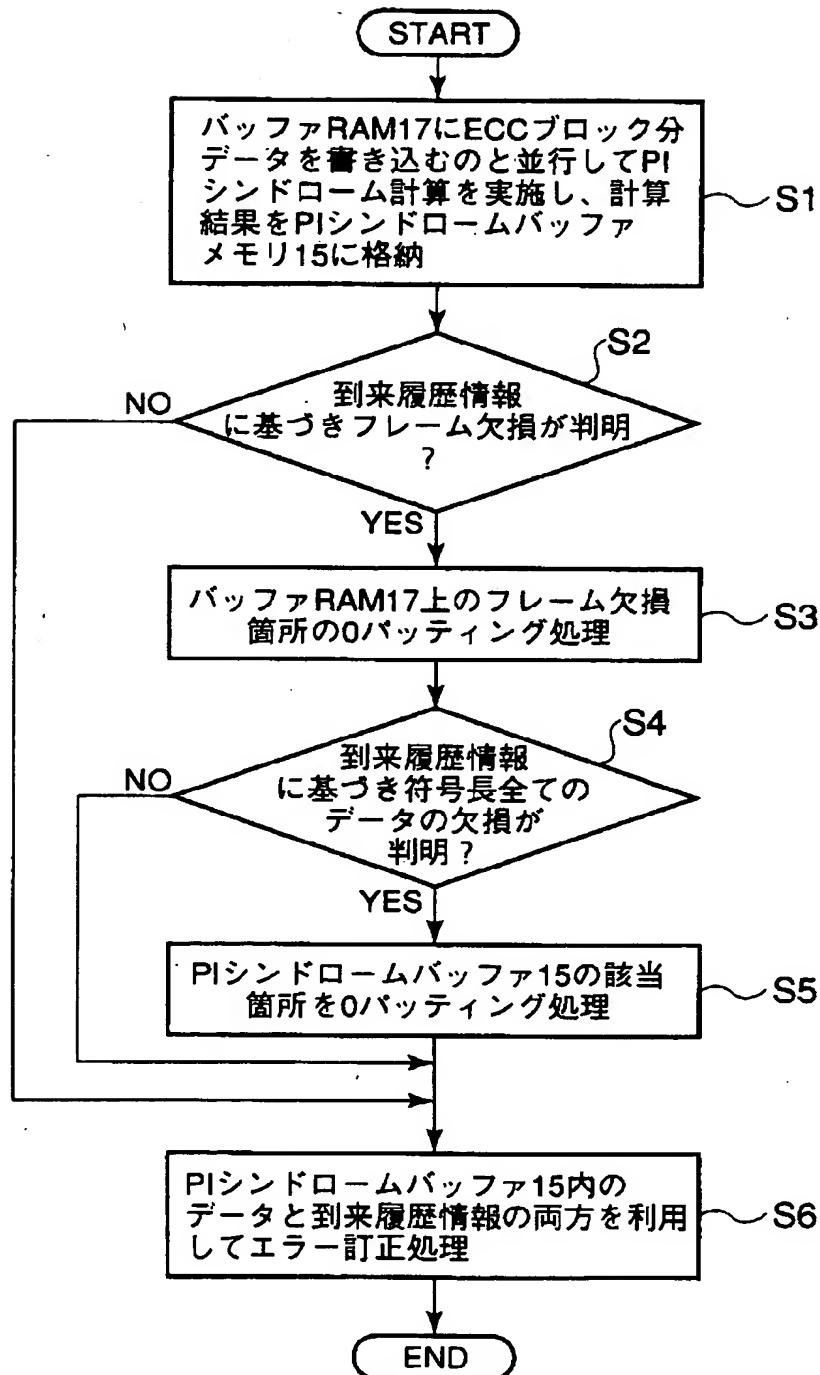 START
バッファRAM17にECCブロック分
データを書き込むのと並行してPI
シンドローム計算を実施し、計算
結果をPIシンドロームバッファ
メモリ15に格納
S1
S2
到来履歴情報
に基づきフレーム欠損が判明
?
NO
YES
バッファRAM17上のフレーム欠損
箇所の0パッティング処理
S3
S4
到来履歴情報
に基づき符号長全ての
データの欠損が
判明?
NO
YES
PIシンドロームバッファ15の該当
箇所を0パッティング処理
S5
PIシンドロームバッファ15内の
データと到来履歴情報の両方を利用
してエラー訂正処理
S6
END